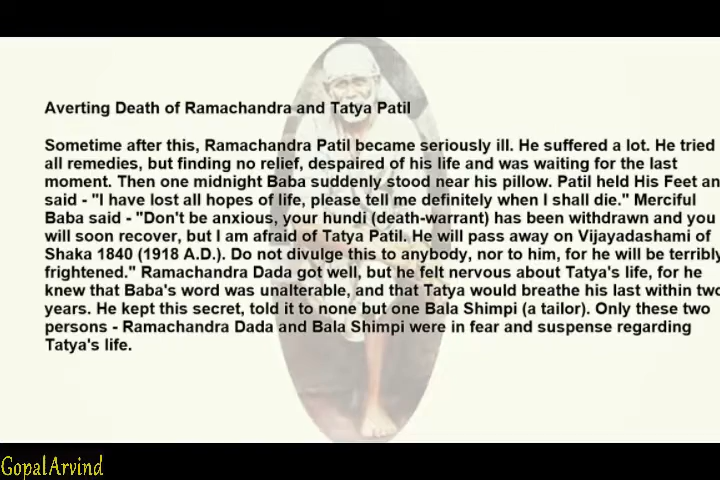 Averting Death of Ramachandra and Tatya Patil
Sometime after this, Ramachandra Patil became seriously ill. He suffered a lot. He tried
all remedies, but finding no relief, despaired of his life and was waiting for the last
moment. Then one midnight Baba suddenly stood near his pillow. Patil held His Feet an
said - "I have lost all hopes of life, please tell me definitely when I shall die." Merciful
Baba said - "Don't be anxious, your hundi (death-warrant) has been withdrawn and you
will soon recover, but I am afraid of Tatya Patil. He will pass away on Vijayadashami of
Shaka 1840 (1918 A.D.). Do not divulge this to anybody, nor to him, for he will be terribly
frightened." Ramachandra Dada got well, but he felt nervous about Tatya's life, for he
knew that Baba's word was unalterable, and that Tatya would breathe his last within two
years. He kept this secret, told it to none but one Bala Shimpi (a tailor). Only these two
persons - Ramachandra Dada and Bala Shimpi were in fear and suspense regarding
Tatya's life.
GopalArvind